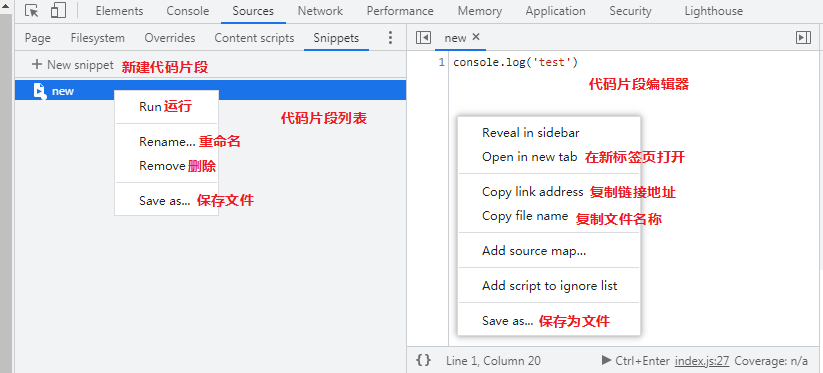 Elements Console Sources Network Performance Memory Application Security Lighthouse
Page Filesystem Overrides Content scripts Snippets
New snippet 新建代码片段
new
Run 运行
代码片段列表
Rename... 重命名
Remove 删除
Save as... 保存文件
new
1 console.log('test')
代码片段编辑器
Reveal in sidebar
Open in new tab 在新标签页打开
Copy link address 复制链接地址
Copy file name 复制文件名称
Add source map...
Add script to ignore list
Save as... 保存为文件
{} Line 1, Column 20 Ctrl+Enter index.js:27 Coverage: n/a